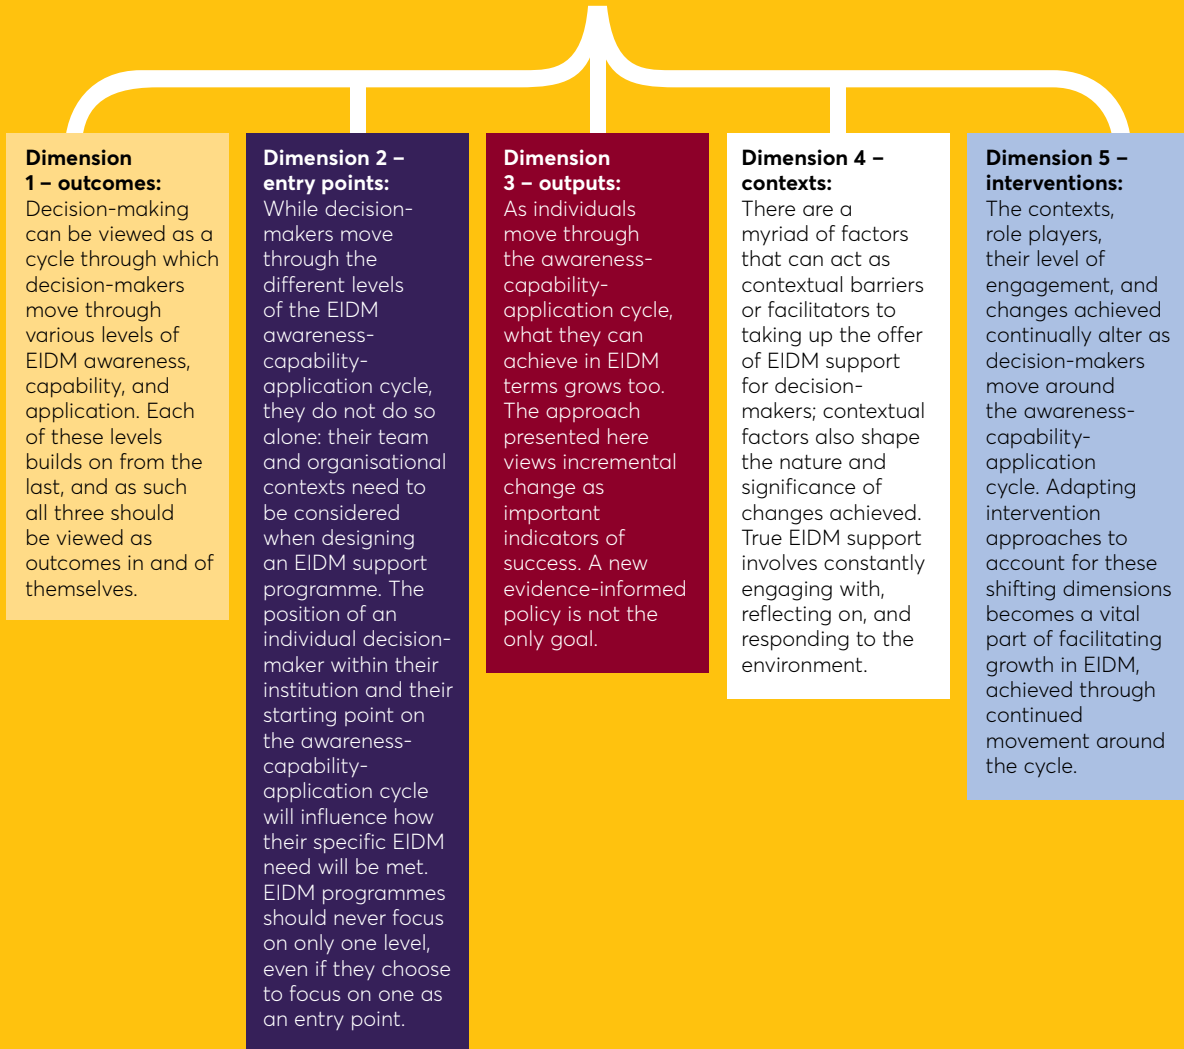 Dimension
1 – outcomes:
Decision-making
can be viewed as a
cycle through which
decision-makers
move through
various levels of
EIDM awareness,
capability, and
application. Each
of these levels
builds on from the
last, and as such
all three should
be viewed as
outcomes in and of
themselves.
Dimension 2 –
entry points:
While decision-
makers move
through the
different levels
of the EIDM
awareness-
capability-
application cycle,
they do not do so
alone: their team
and organisational
contexts need to
be considered
when designing
an EIDM support
programme. The
position of an
individual decision-
maker within their
institution and their
starting point on
the awareness-
capability-
application cycle
will influence how
their specific EIDM
need will be met.
EIDM programmes
should never focus
on only one level,
even if they choose
to focus on one as
an entry point.
Dimension
3 – outputs:
As individuals
move through
the awareness-
capability-
application cycle,
what they can
achieve in EIDM
terms grows too.
The approach
presented here
views incremental
change as
important
indicators of
success. A new
evidence-informed
policy is not the
only goal.
Dimension 4 –
contexts:
There are a
myriad of factors
that can act as
contextual barriers
or facilitators to
taking up the offer
of EIDM support
for decision-
makers; contextual
factors also shape
the nature and
significance of
changes achieved.
True EIDM support
involves constantly
engaging with,
reflecting on, and
responding to the
environment.
Dimension 5 –
interventions:
The contexts,
role players,
their level of
engagement, and
changes achieved
continually alter as
decision-makers
move around
the awareness-
capability-
application
cycle. Adapting
intervention
approaches to
account for these
shifting dimensions
becomes a vital
part of facilitating
growth in EIDM,
achieved through
continued
movement around
the cycle.